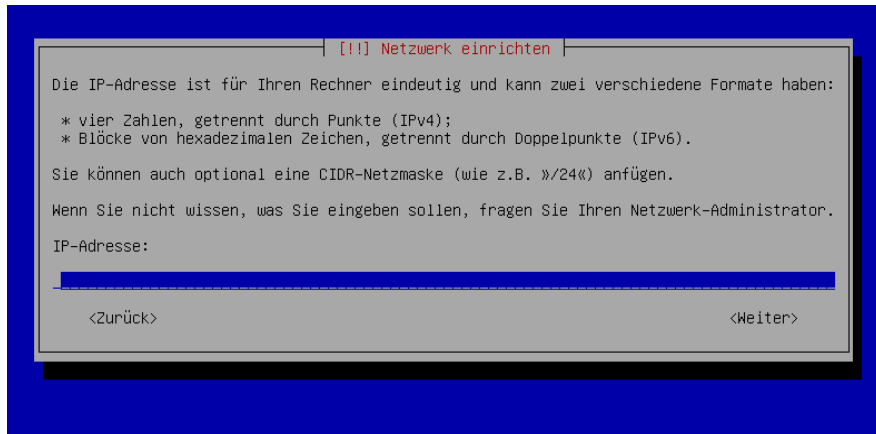 [!!] Netzwerk einrichten
Die IP-Adresse ist für Ihren Rechner eindeutig und kann zwei verschiedene Formate haben:
* vier Zahlen, getrennt durch Punkte (IPv4);
* Blöcke von hexadezimalen Zeichen, getrennt durch Doppelpunkte (IPv6).
Sie können auch optional eine CIDR-Netzmaske (wie z.B. »/24«) anfügen.
Wenn Sie nicht wissen, was Sie eingeben sollen, fragen Sie Ihren Netzwerk-Administrator.
IP-Adresse:
<Zurück> <Weiter>